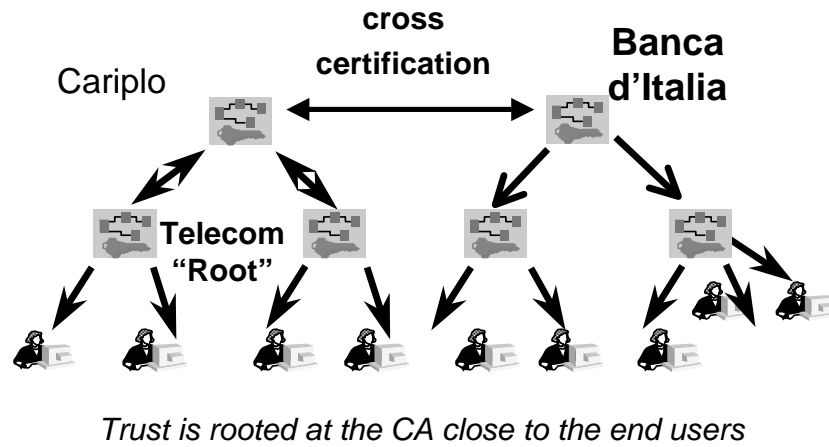 cross
certification
Cariplo
Banca
d’Italia
Telecom
“Root”
Trust is rooted at the CA close to the end users